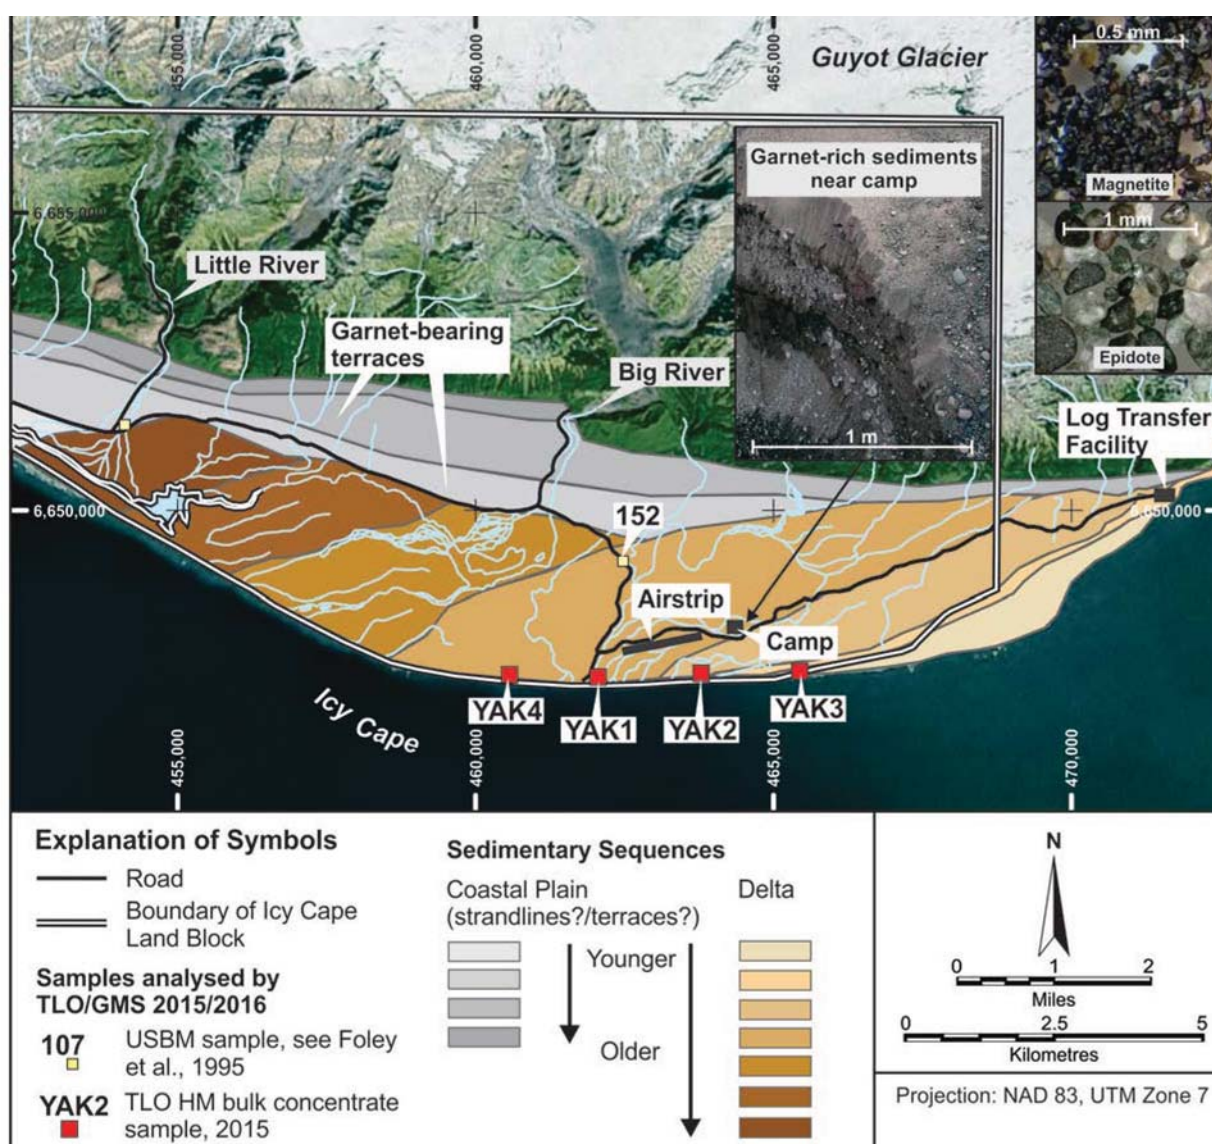 455,000
460,000
465,000
Guyot Glacier
0.5 mm
Magnetite
1 mm
Epidote
Garnet-rich sediments
near camp
1 m
6,655,000
Little River
Garnet-bearing
terraces
Big River
Log Transfer
Facility
6,650,000
6,650,000
152
Airstrip
Camp
YAK4
YAK1
YAK2
YAK3
Icy Cape
455,000
460,000
465,000
470,000
Explanation of Symbols
Road
Boundary of Icy Cape
Land Block
Samples analysed by
TLO/GMS 2015/2016
107
USBM sample, see Foley
et al., 1995
YAK2
TLO HM bulk concentrate
sample, 2015
Sedimentary Sequences
Coastal Plain
(strandlines?/terraces?)
Delta
Younger
Older
N
0 1 2
Miles
0 2.5 5
Kilometres
Projection: NAD 83, UTM Zone 7